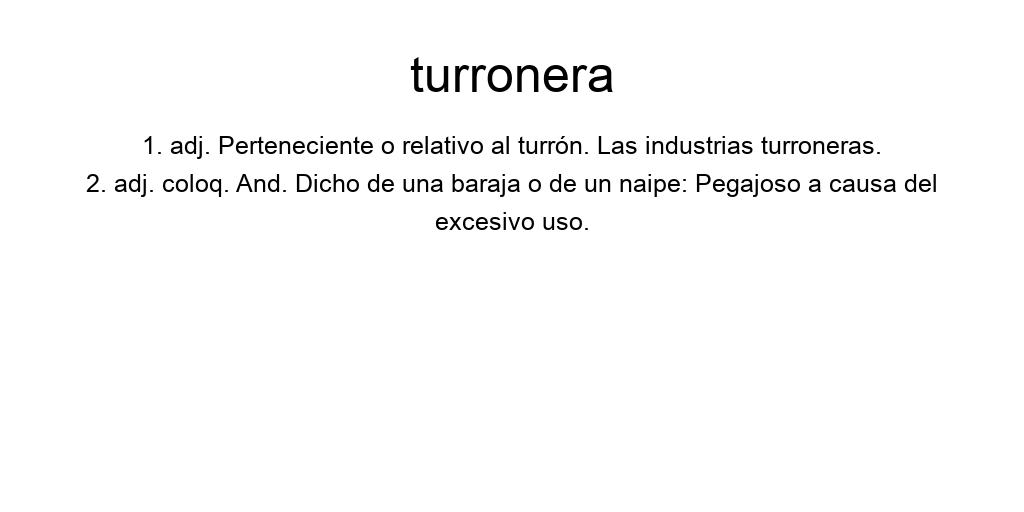 turronera
1. adj. Perteneciente o relativo al turrón. Las industrias turroneras.
2. adj. coloq. And. Dicho de una baraja o de un naipe: Pegajoso a causa del
excesivo uso.